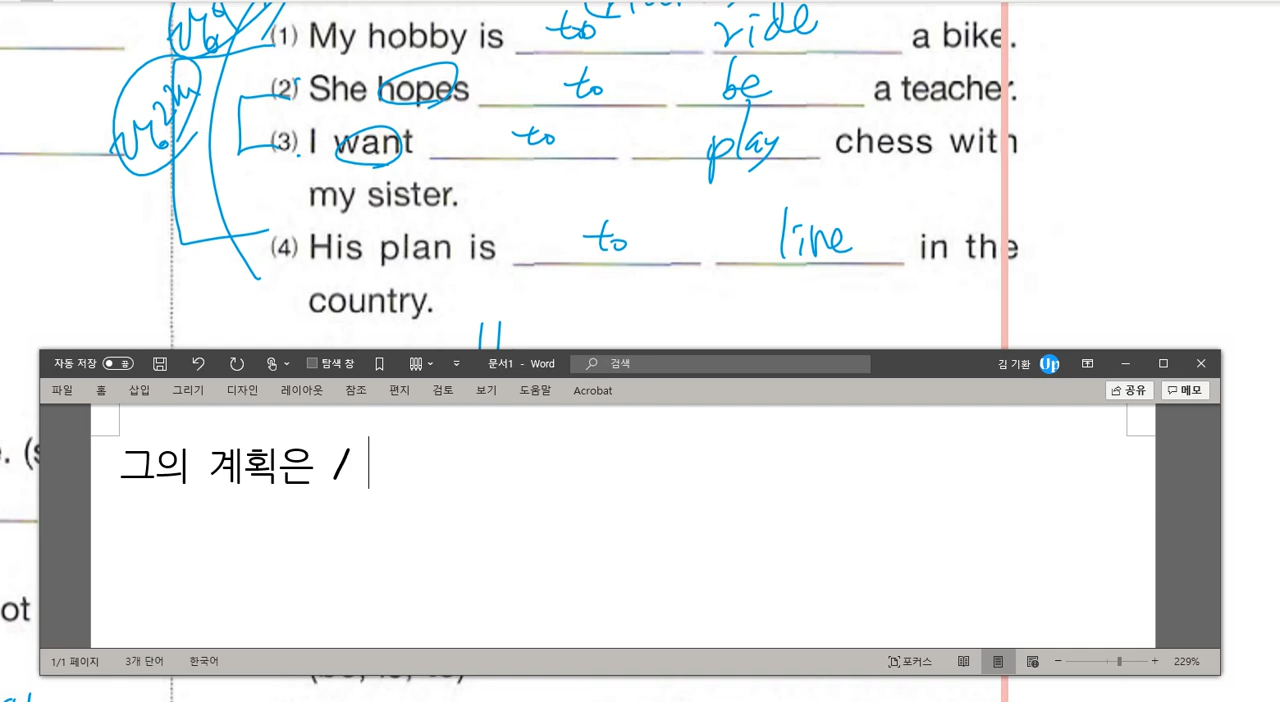 (1) My hobby is to ride a bike.
(2) She hopes to be a teacher.
(3) I want to play chess with
my sister.
(4) His plan is to live in the
country.
자동 저장 끔 탐색 창 문서1 - Word 검색 김 기환 Up
파일 홈 삽입 그리기 디자인 레이아웃 참조 편지 검토 보기 도움말 Acrobat 공유 메모
그의 계획은 /
. (s
ot
1/1 페이지 3개 단어 한국어 포커스 229%